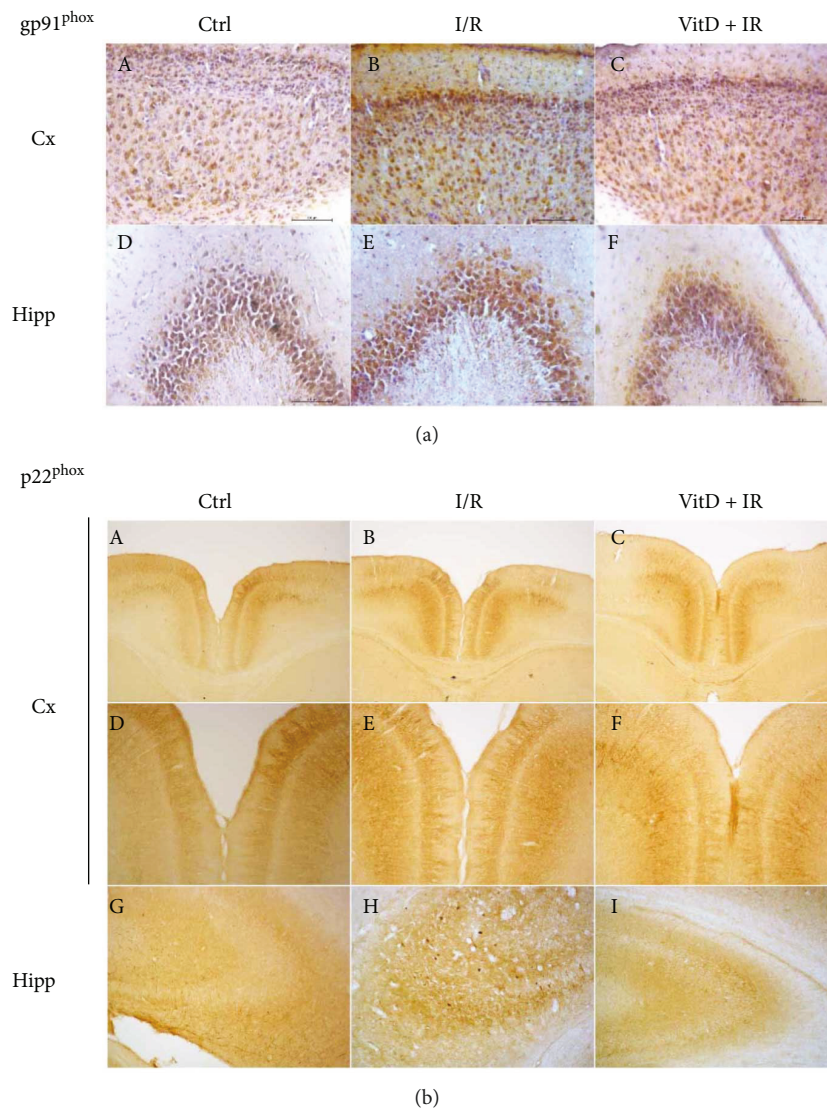 gp91phox
Ctrl I/R VitD + IR
A B C
Cx
D E F
Hipp
(a)
p22phox
Ctrl I/R VitD + IR
A B C
Cx
D E F
G H I
Hipp
(b)